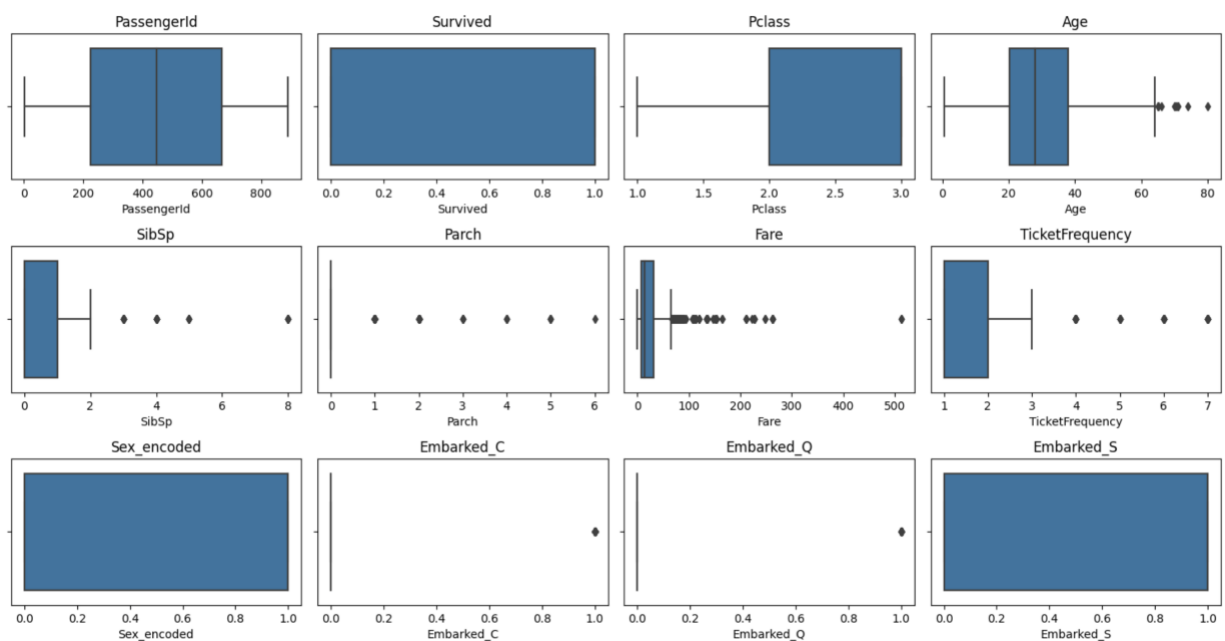 PassengerId Survived Pclass Age
0 200 400 600 800 0.0 0.2 0.4 0.6 0.8 1.0 1.0 1.5 2.0 2.5 3.0 0 20 40 60 80
PassengerId Survived Pclass Age
SibSp Parch Fare TicketFrequency
0 2 4 6 8 0 1 2 3 4 5 6 0 100 200 300 400 500 1 2 3 4 5 6 7
SibSp Parch Fare TicketFrequency
Sex_encoded Embarked_C Embarked_Q Embarked_S
0.0 0.2 0.4 0.6 0.8 1.0 0.0 0.2 0.4 0.6 0.8 1.0 0.0 0.2 0.4 0.6 0.8 1.0 0.0 0.2 0.4 0.6 0.8 1.0
Sex_encoded Embarked_C Embarked_Q Embarked_S